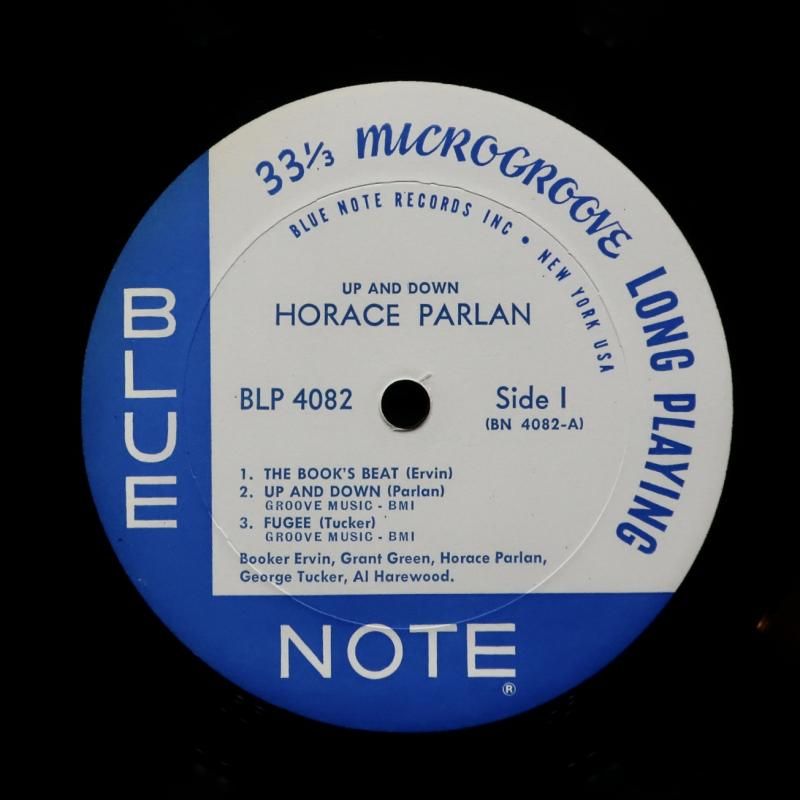 33⅓ MICROGROOVE LONG PLAYING
BLUE NOTE RECORDS INC • NEW YORK USA
UP AND DOWN
HORACE PARLAN
BLP 4082
Side I
(BN 4082-A)
1. THE BOOK'S BEAT (Ervin)
2. UP AND DOWN (Parlan)
GROOVE MUSIC - BMI
3. FUGEE (Tucker)
GROOVE MUSIC - BMI
Booker Ervin, Grant Green, Horace Parlan,
George Tucker, Al Harewood.
BLUE
NOTE
®